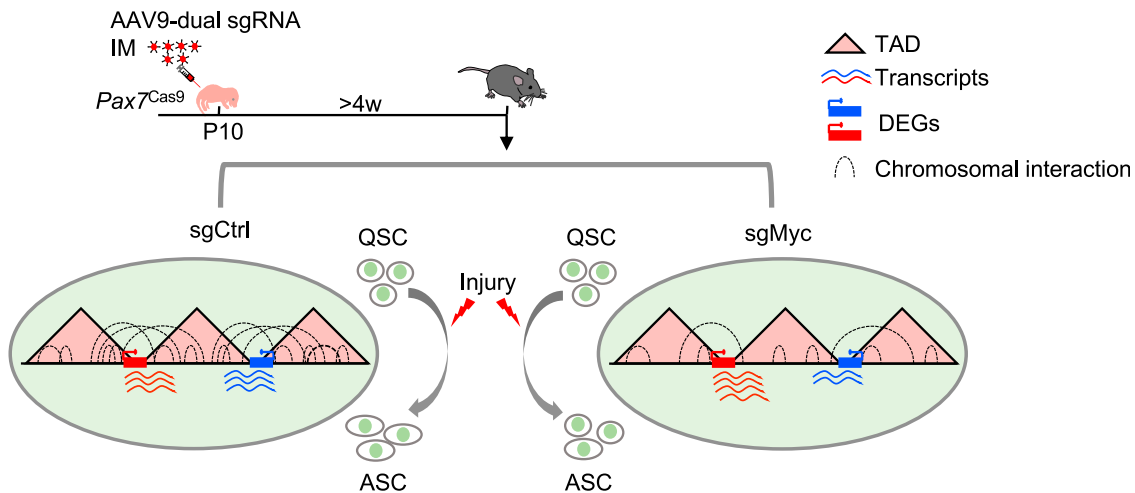 AAV9-dual sgRNA
IM
Pax7Cas9
P10
>4w
TAD
Transcripts
DEGs
Chromosomal interaction
sgCtrl
QSC
Injury
QSC
sgMyc
ASC
ASC